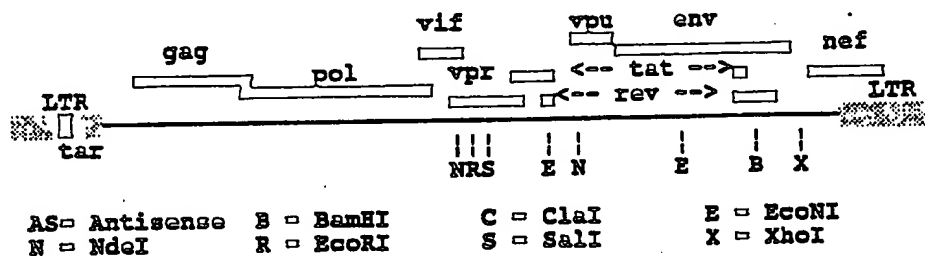 vif
vpu env
gag
nef
pol vpr
<-- tat -->
LTR
LTR
<-- rev -->
tar
NRS E N E B X
AS= Antisense B = BamHI C = ClaI E = EcoNI
N = NdeI R = EcoRI S = SalI X = XhoI